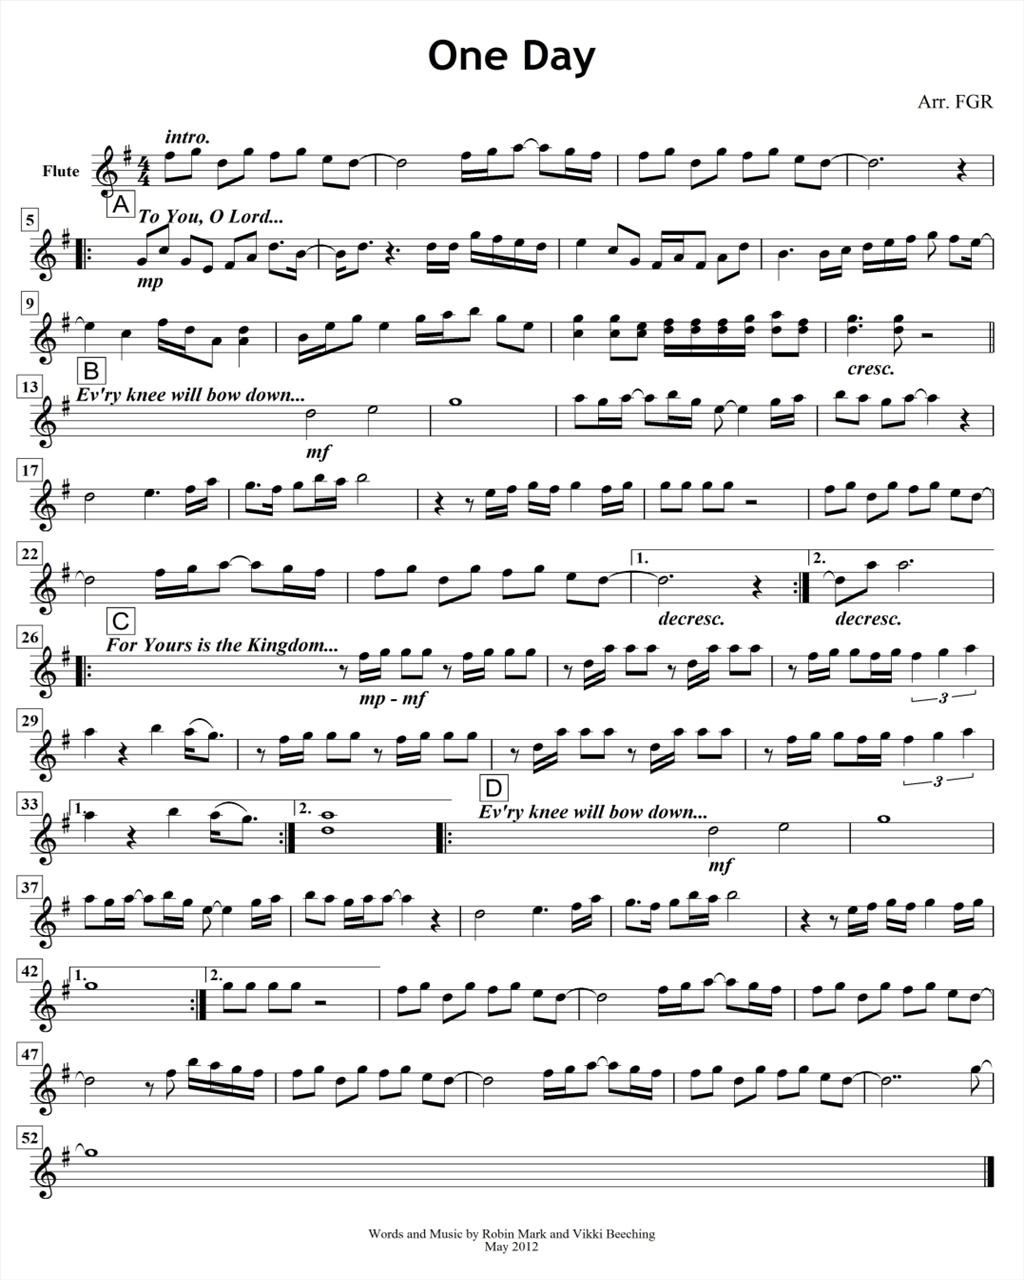 One Day
Arr. FGR
intro.
Flute
A
To You, O Lord...
5
mp
9
cresc.
B
13
Ev'ry knee will bow down...
mf
17
22
1.
2.
decresc.
decresc.
C
26
For Yours is the Kingdom...
mp - mf
3
29
3
D
33
1.
2.
Ev'ry knee will bow down...
mf
37
42
1.
2.
47
52
Words and Music by Robin Mark and Vikki Beeching
May 2012